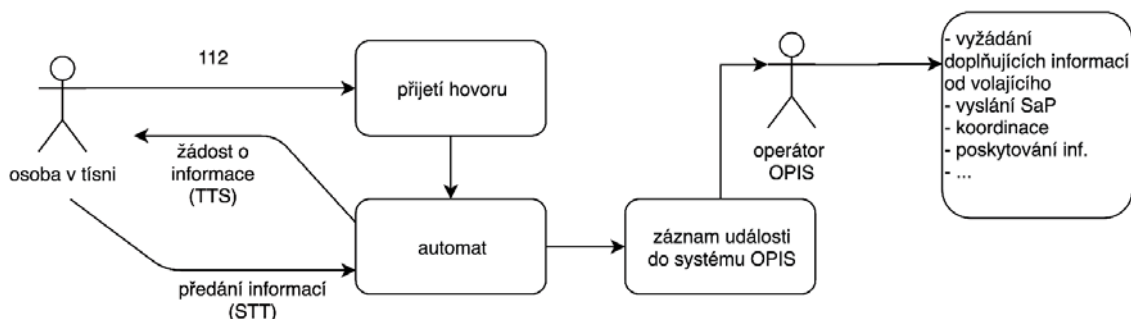 112
přijetí hovoru
osoba v tísni
žádost o
informace
(TTS)
předání informací
(STT)
automat
záznam události
do systému OPIS
operátor
OPIS
- vyžádání
doplňujících informací
od volajícího
- vyslání SaP
- koordinace
- poskytování inf.
- ...